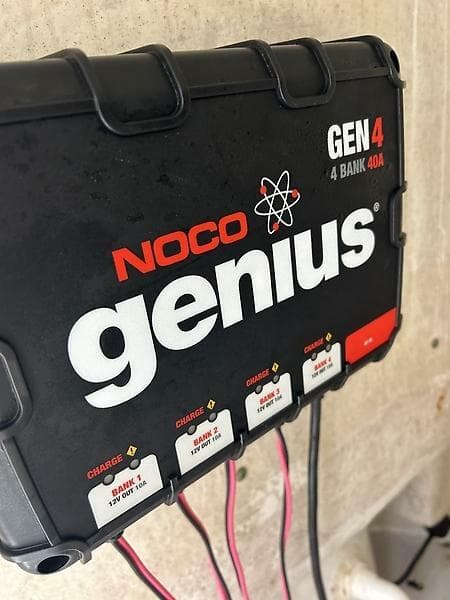 GEN4
4 BANK 40A
NOCO
genius®
CHARGE
BANK 1
12V OUT 10A
CHARGE
BANK 2
12V OUT 10A
CHARGE
BANK 3
12V OUT 10A
CHARGE
BANK 4
12V OUT 10A